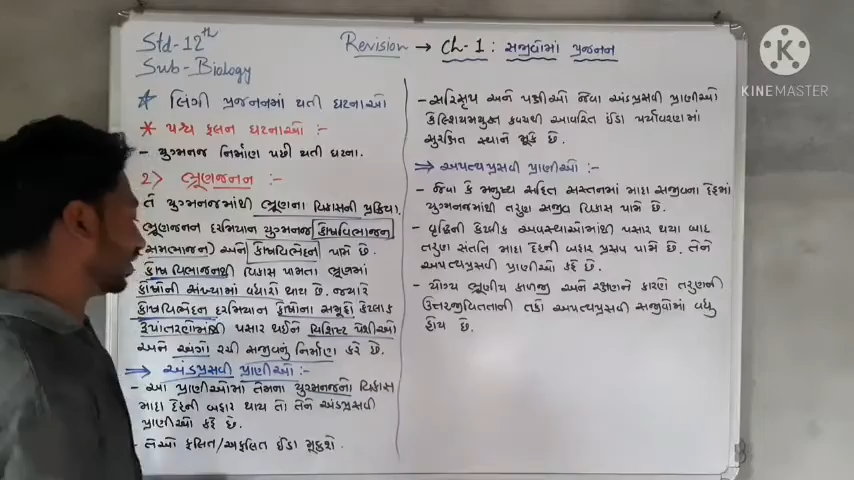 Std-12th
Sub-Biology
Revision → Ch-1: સજીવોમાં પ્રજનન
K
KINEMASTER
* લિંગી પ્રજનનમાં થતી ઘટનાઓ
* પશ્ચ ફલન ઘટનાઓ :-
- યુગ્મનજ નિર્માણ પછી થતી ઘટના.
2> ભ્રૂણજનન :-
તે યુગ્મનજમાંથી ભ્રૂણના વિકાસની પ્રક્રિયા.
ભ્રૂણજનન દરમિયાન યુગ્મનજ કોષવિભાજન
સમભાજન) અને કોષવિભેદન પામે છે.
કોષવિભાજનથી વિકાસ પામતા ભ્રૂણમાં
કોષોની સંખ્યામાં વધારો થાય છે. જ્યારે
કોષવિભેદન દરમિયાન કોષોના સમૂહો કેટલાક
રૂપાંતરણોમાંથી પસાર થઈને વિશિષ્ટ પેશીઓ
અને અંગો રચી સજીવનું નિર્માણ કરે છે.
⇒ અંડપ્રસવી પ્રાણીઓ :-
- આ પ્રાણીઓમાં તેમના યુગ્મનજનો વિકાસ
માદા દેહની બહાર થાય તો તેને અંડપ્રસવી
પ્રાણીઓ કહે છે.
- તેઓ ફલિત/અફલિત ઈંડા મૂકશે.
- સરિસૃપ અને પક્ષીઓ જેવા અંડપ્રસવી પ્રાણીઓ
કેલ્શિયમયુક્ત કવચથી આવરિત ઈંડા પર્યાવરણમાં
સુરક્ષિત સ્થાને મૂકે છે.
⇒ અપત્યપ્રસવી પ્રાણીઓ :-
- જેવા કે મનુષ્ય સહિત સસ્તનમાં માદા સજીવના દેહમાં
યુગ્મનજમાંથી તરુણ સજીવ વિકાસ પામે છે.
- વૃદ્ધિની કેટલીક અવસ્થાઓમાંથી પસાર થયા બાદ
તરુણ સંતતિ માદા દેહની બહાર પ્રસવ પામે છે. તેને
અપત્યપ્રસવી પ્રાણીઓ કહે છે.
- યોગ્ય ભ્રૂણીય કાળજી અને રક્ષણને કારણે તરુણની
ઉત્તરજીવિતતાની તકો અપત્યપ્રસવી સજીવોમાં વધુ
હોય છે.